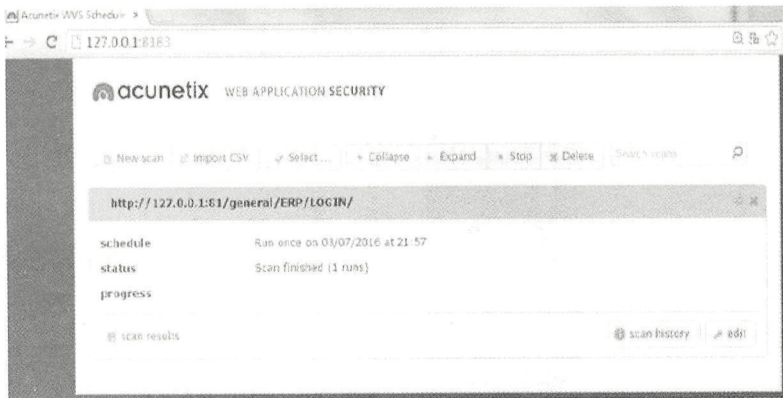 Acunetix WVS Schedule
127.0.0.1:8183
acunetix WEB APPLICATION SECURITY
New scan Import CSV Select... Collapse Expand Stop Delete Search scans
http://127.0.0.1:81/general/ERP/LOGIN/
schedule Run once on 03/07/2016 at 21:57
status Scan finished (1 runs)
progress
scan results scan history edit